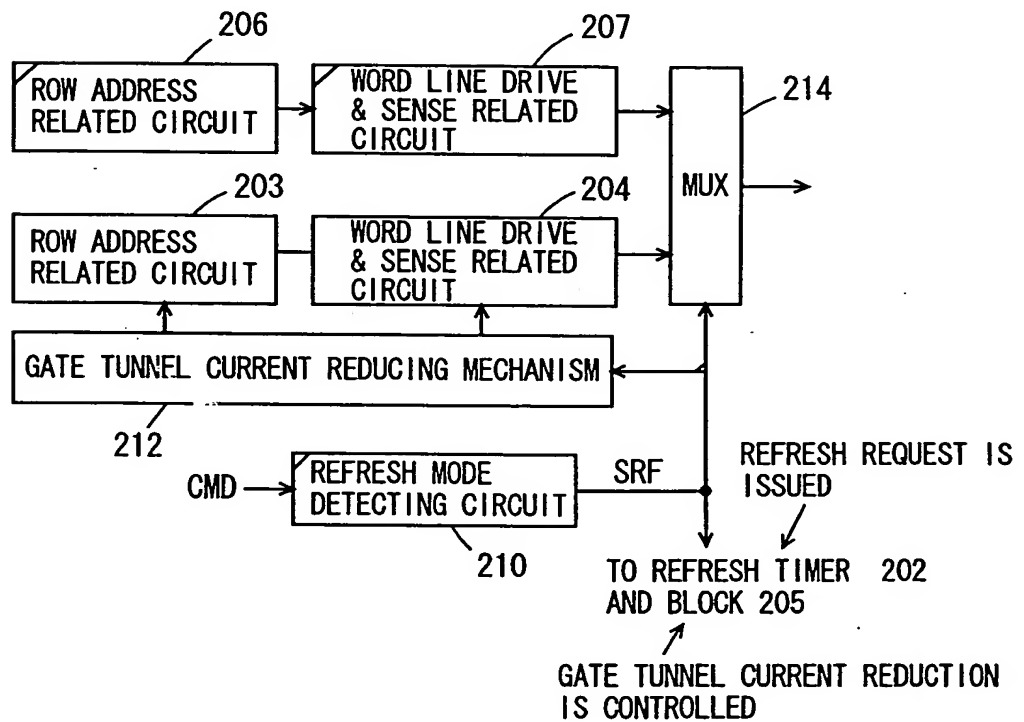 206
207
ROW ADDRESS
RELATED CIRCUIT
WORD LINE DRIVE
& SENSE RELATED
CIRCUIT
214
MUX
203
204
ROW ADDRESS
RELATED CIRCUIT
WORD LINE DRIVE
& SENSE RELATED
CIRCUIT
GATE TUNNEL CURRENT REDUCING MECHANISM
212
CMD
REFRESH MODE
DETECTING CIRCUIT
SRF
210
REFRESH REQUEST IS
ISSUED
TO REFRESH TIMER 202
AND BLOCK 205
GATE TUNNEL CURRENT REDUCTION
IS CONTROLLED